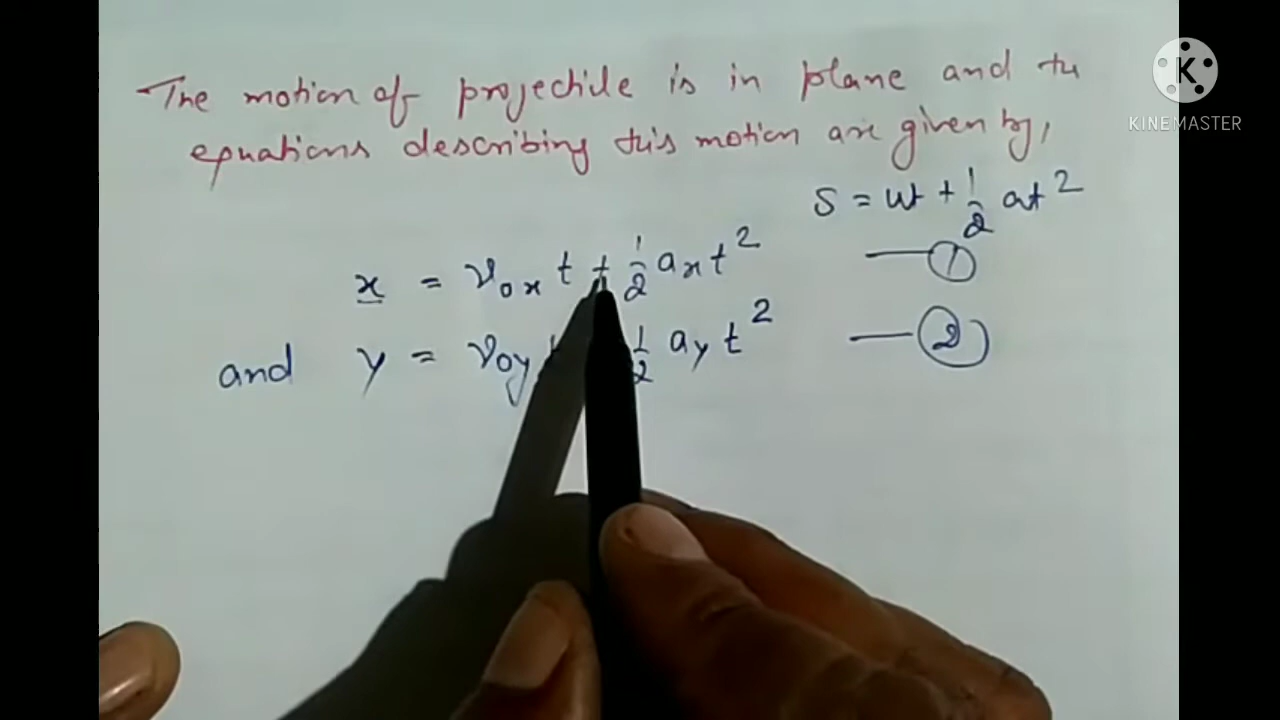 The motion of projectile is in plane and the
equations describing this motion are given by,
S = ut + 1/2 at²
x = v₀ₓ t + 1/2 aₓ t² — ①
and y = v₀y t 1/2 ay t² — ②
K
KINEMASTER